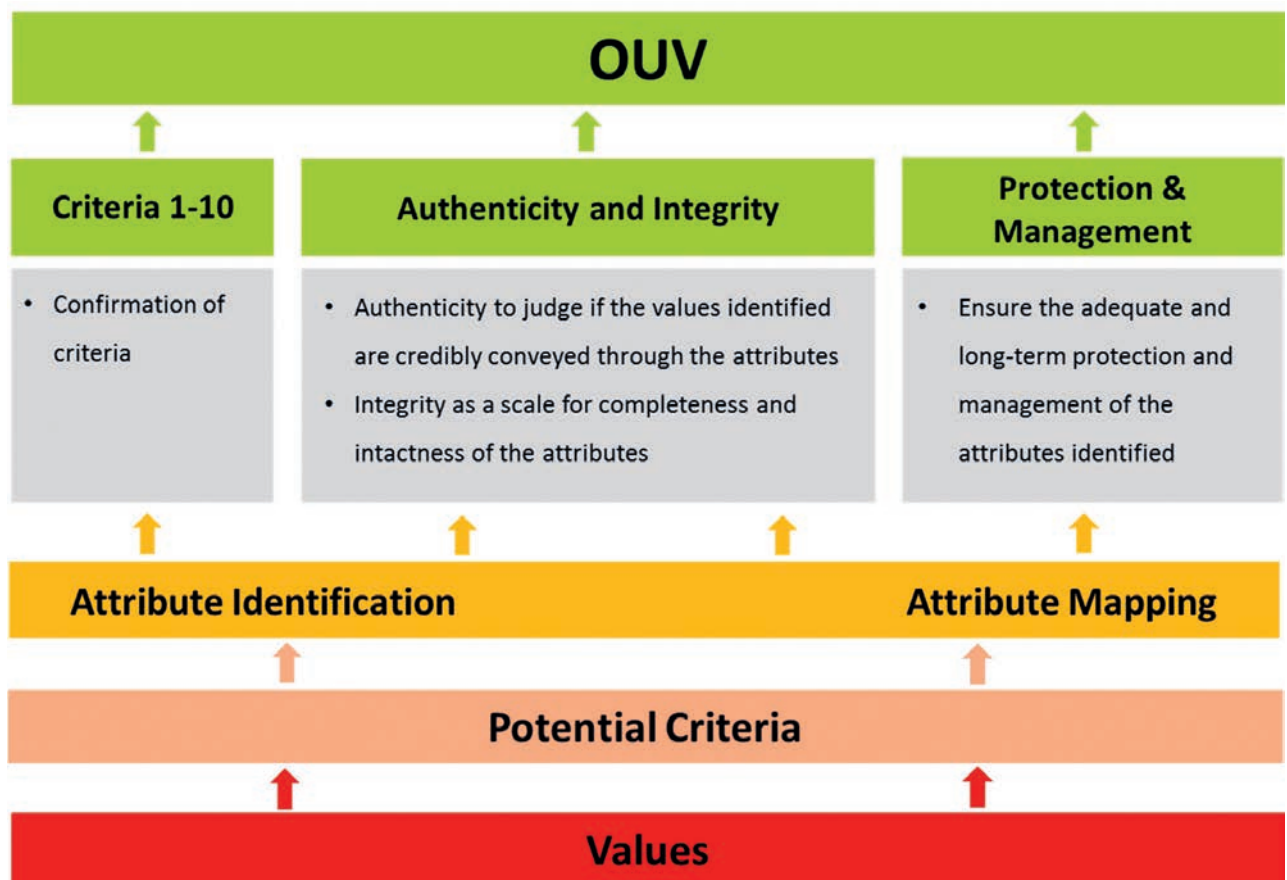 OUV
Criteria 1-10
Authenticity and Integrity
Protection &
Management
• Confirmation of
criteria
• Authenticity to judge if the values identified
are credibly conveyed through the attributes
• Integrity as a scale for completeness and
intactness of the attributes
• Ensure the adequate and
long-term protection and
management of the
attributes identified
Attribute Identification
Attribute Mapping
Potential Criteria
Values